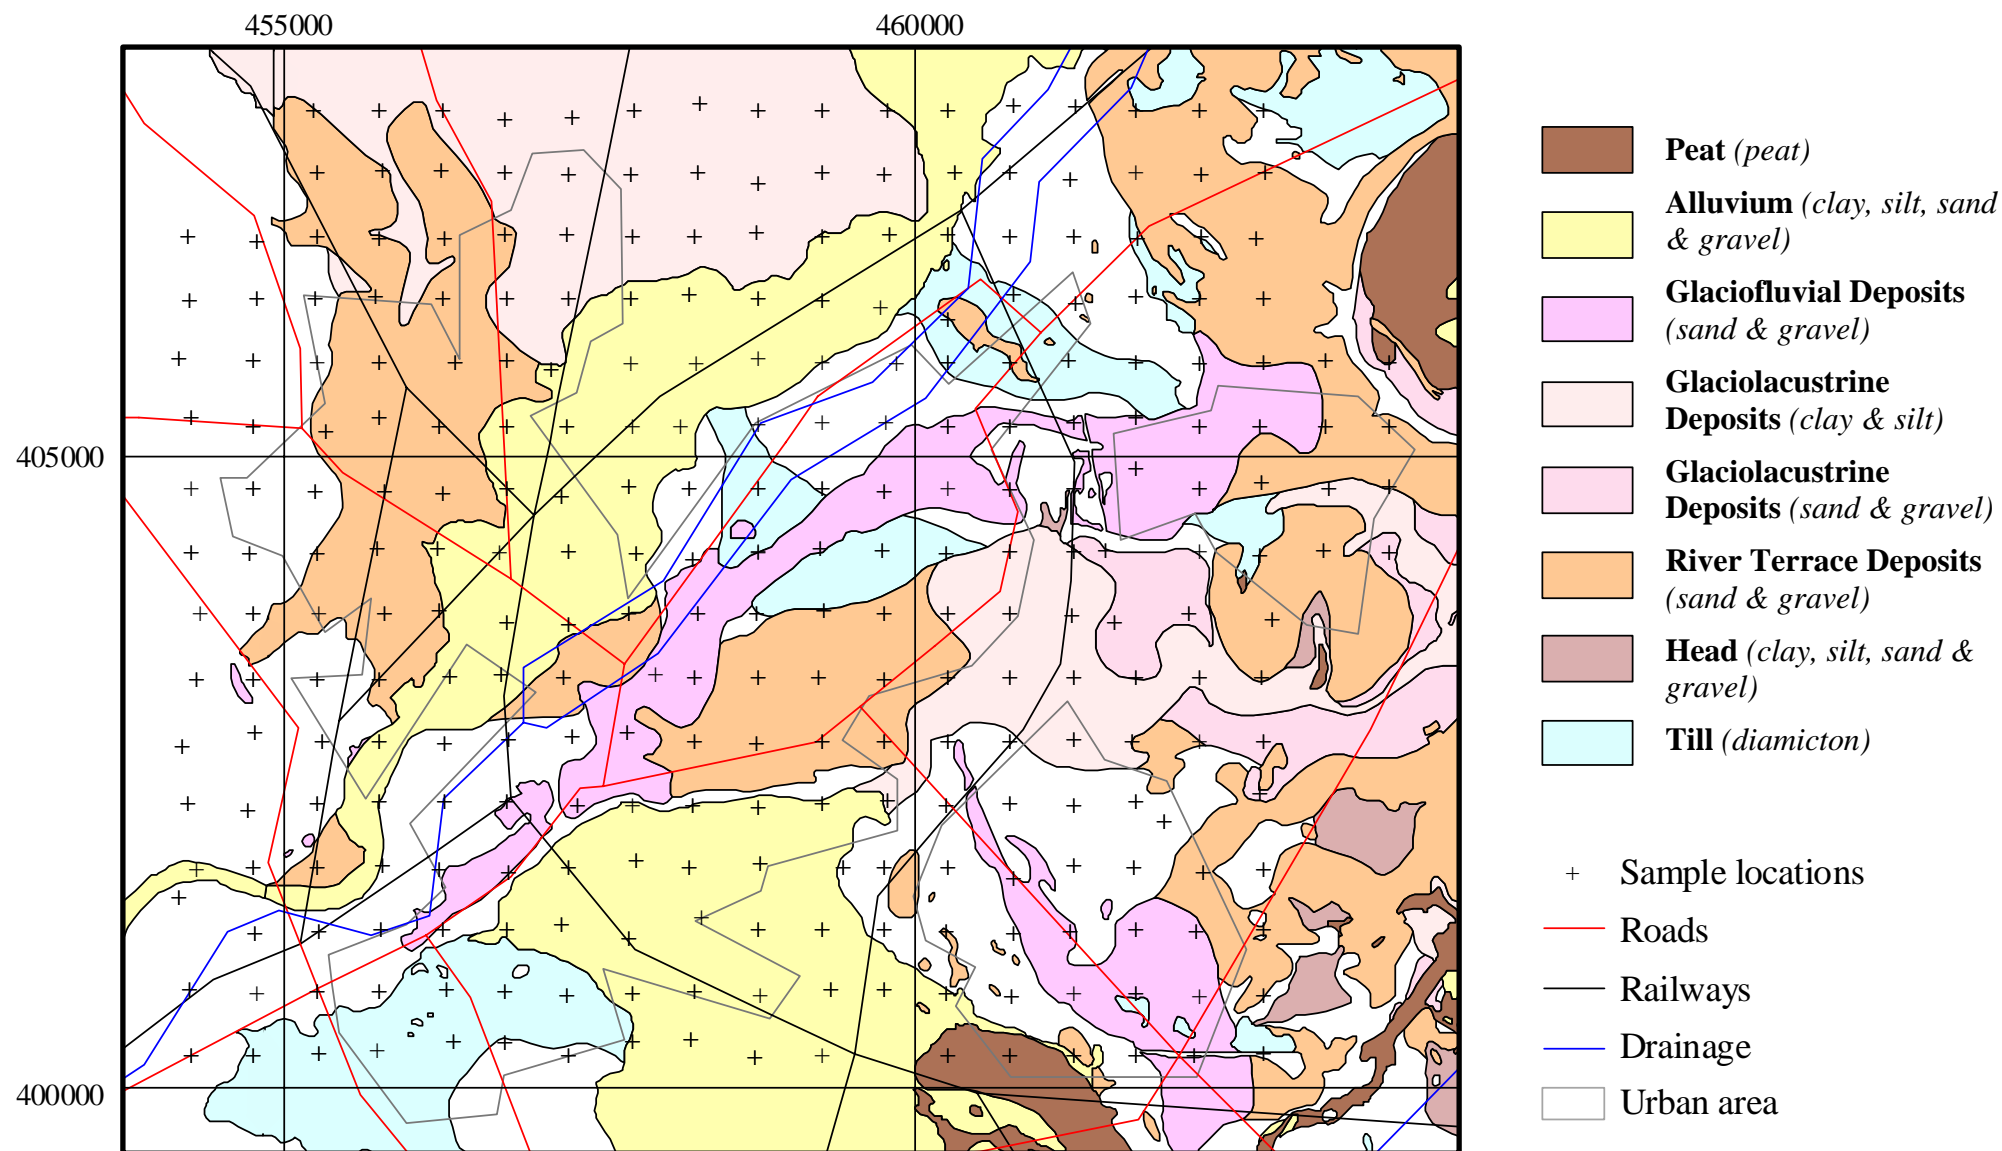 455000
460000
405000
400000
Peat (peat)
Alluvium (clay, silt, sand
& gravel)
Glaciofluvial Deposits
(sand & gravel)
Glaciolacustrine
Deposits (clay & silt)
Glaciolacustrine
Deposits (sand & gravel)
River Terrace Deposits
(sand & gravel)
Head (clay, silt, sand &
gravel)
Till (diamicton)
Sample locations
Roads
Railways
Drainage
Urban area